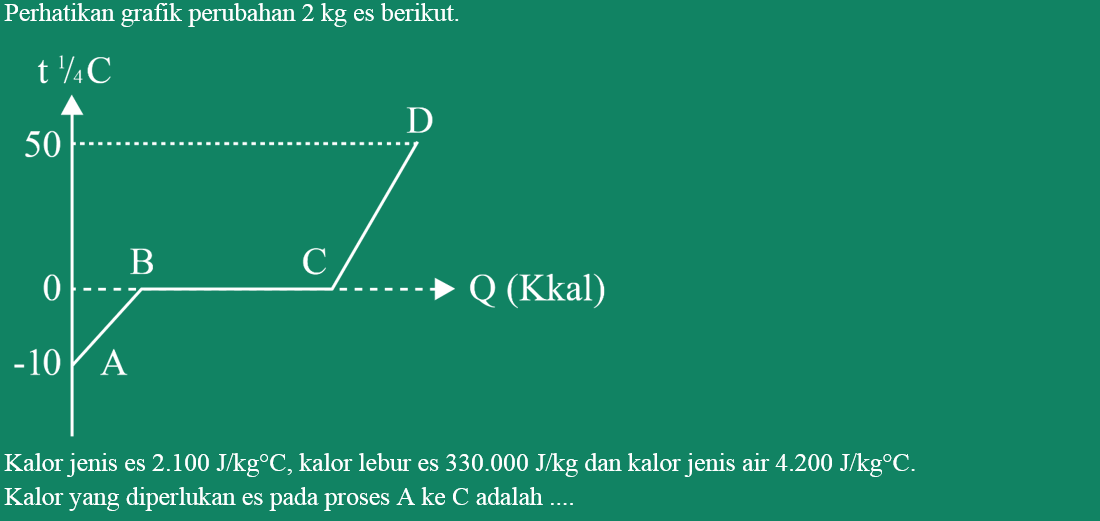 Perhatikan grafik perubahan 2 kg es berikut.
t ¼C
D
50
B
C
0
Q (Kkal)
-10
A
Kalor jenis es 2.100 J/kg°C, kalor lebur es 330.000 J/kg dan kalor jenis air 4.200 J/kg°C.
Kalor yang diperlukan es pada proses A ke C adalah ....